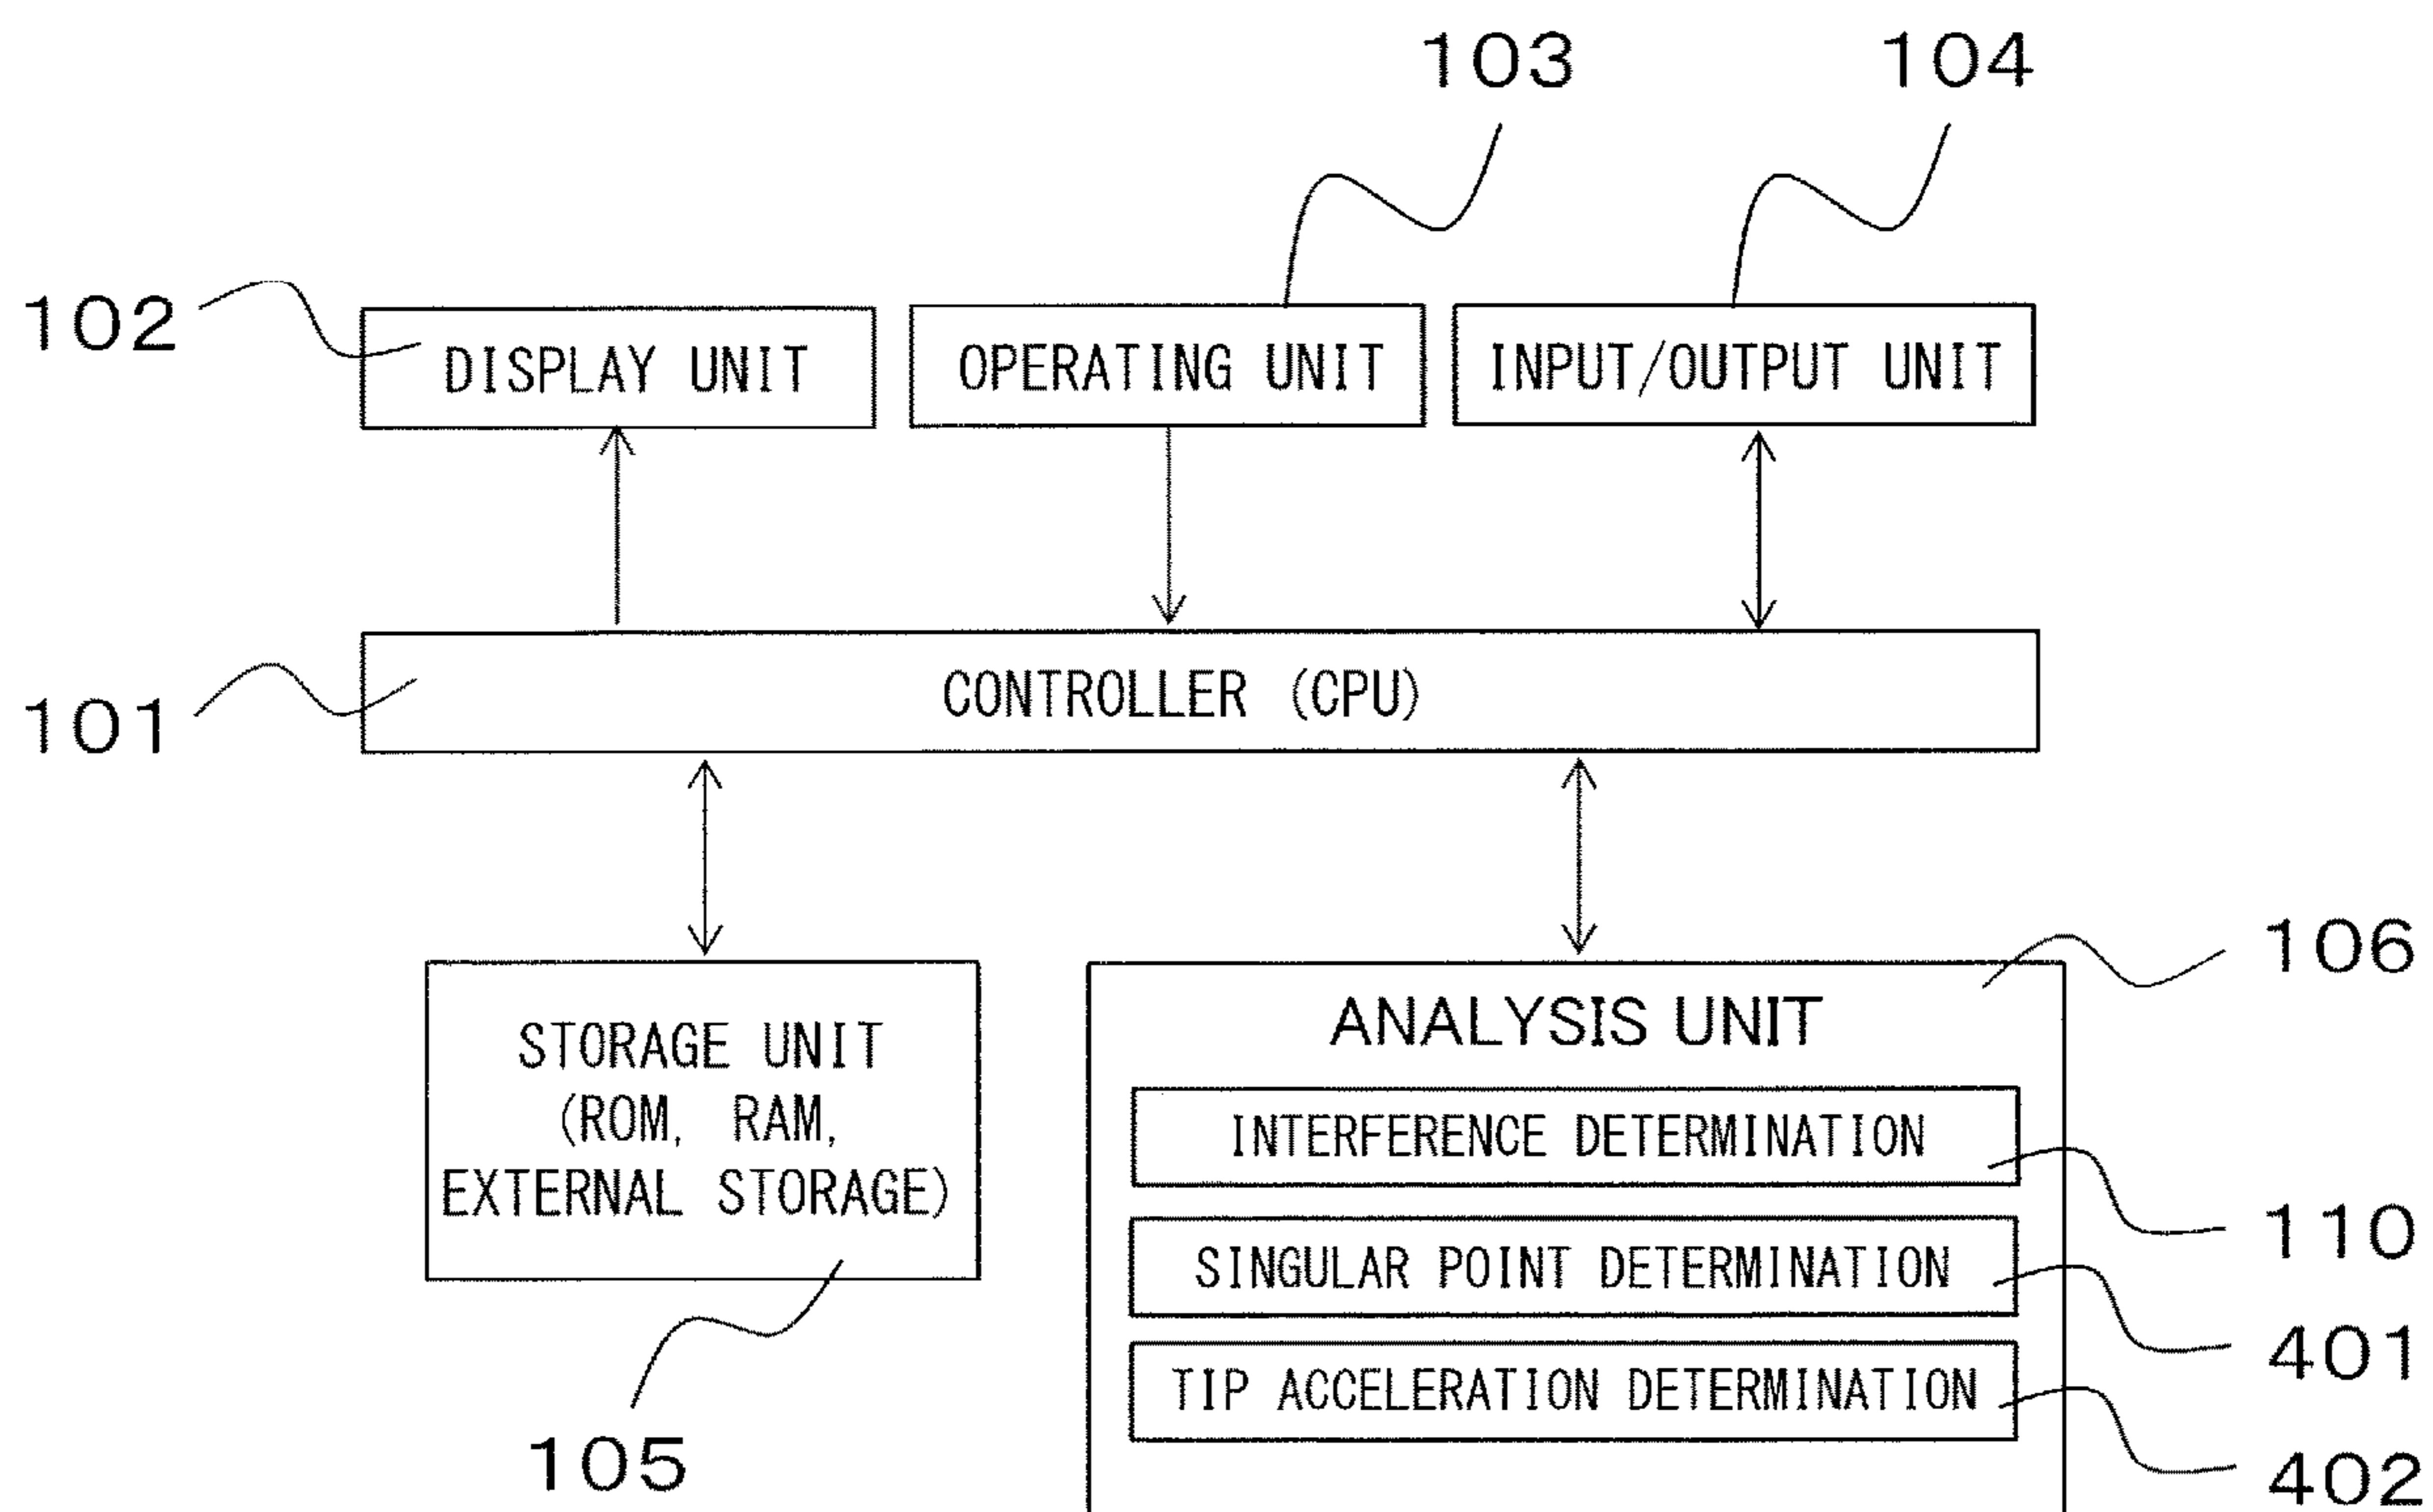 103
104
102
DISPLAY UNIT
OPERATING UNIT
INPUT/OUTPUT UNIT
101
CONTROLLER (CPU)
106
STORAGE UNIT
(ROM, RAM,
EXTERNAL STORAGE)
105
ANALYSIS UNIT
INTERFERENCE DETERMINATION
110
SINGULAR POINT DETERMINATION
401
TIP ACCELERATION DETERMINATION
402